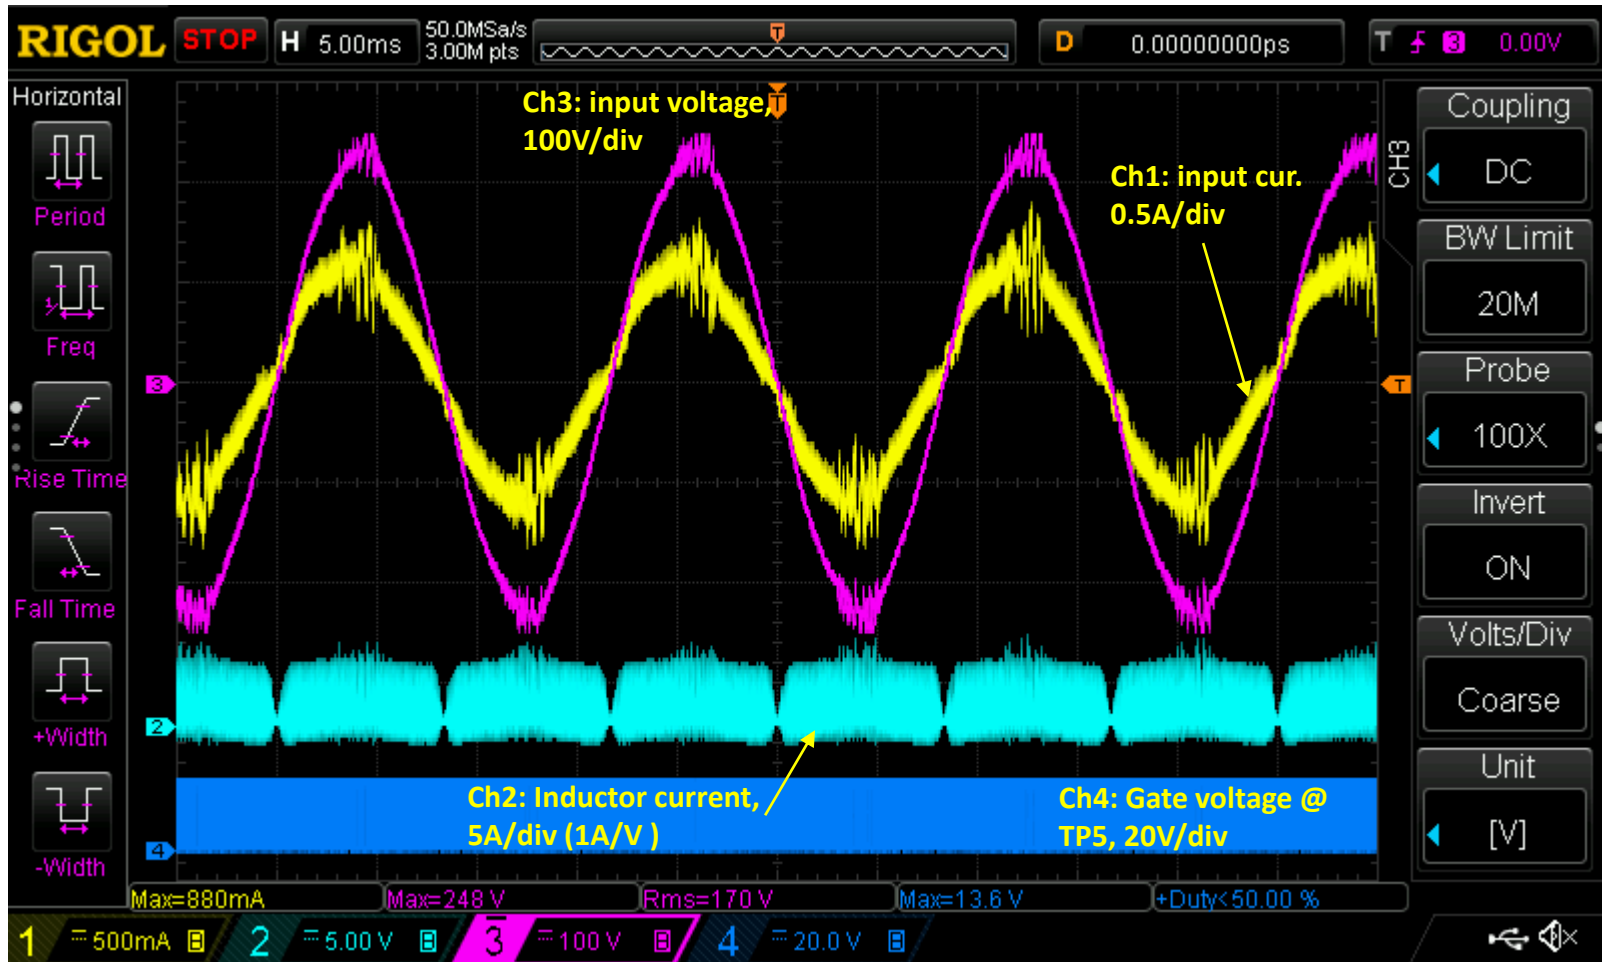 RIGOL STOP H 5.00ms 50.0MSa/s 3.00M pts D 0.00000000ps T 3 0.00V
T
Horizontal
Period
Freq
Rise Time
Fall Time
+Width
-Width
Ch3: input voltage,
100V/div
Ch1: input cur.
0.5A/div
Ch2: Inductor current,
5A/div (1A/V )
Ch4: Gate voltage @
TP5, 20V/div
T
3
2
4
T
CH3
Coupling
DC
BW Limit
20M
Probe
100X
Invert
ON
Volts/Div
Coarse
Unit
[V]
Max=880mA Max=248 V Rms=170 V Max=13.6 V +Duty<50.00 %
1 500mA B 2 5.00 V B 3 100 V B 4 20.0 V B